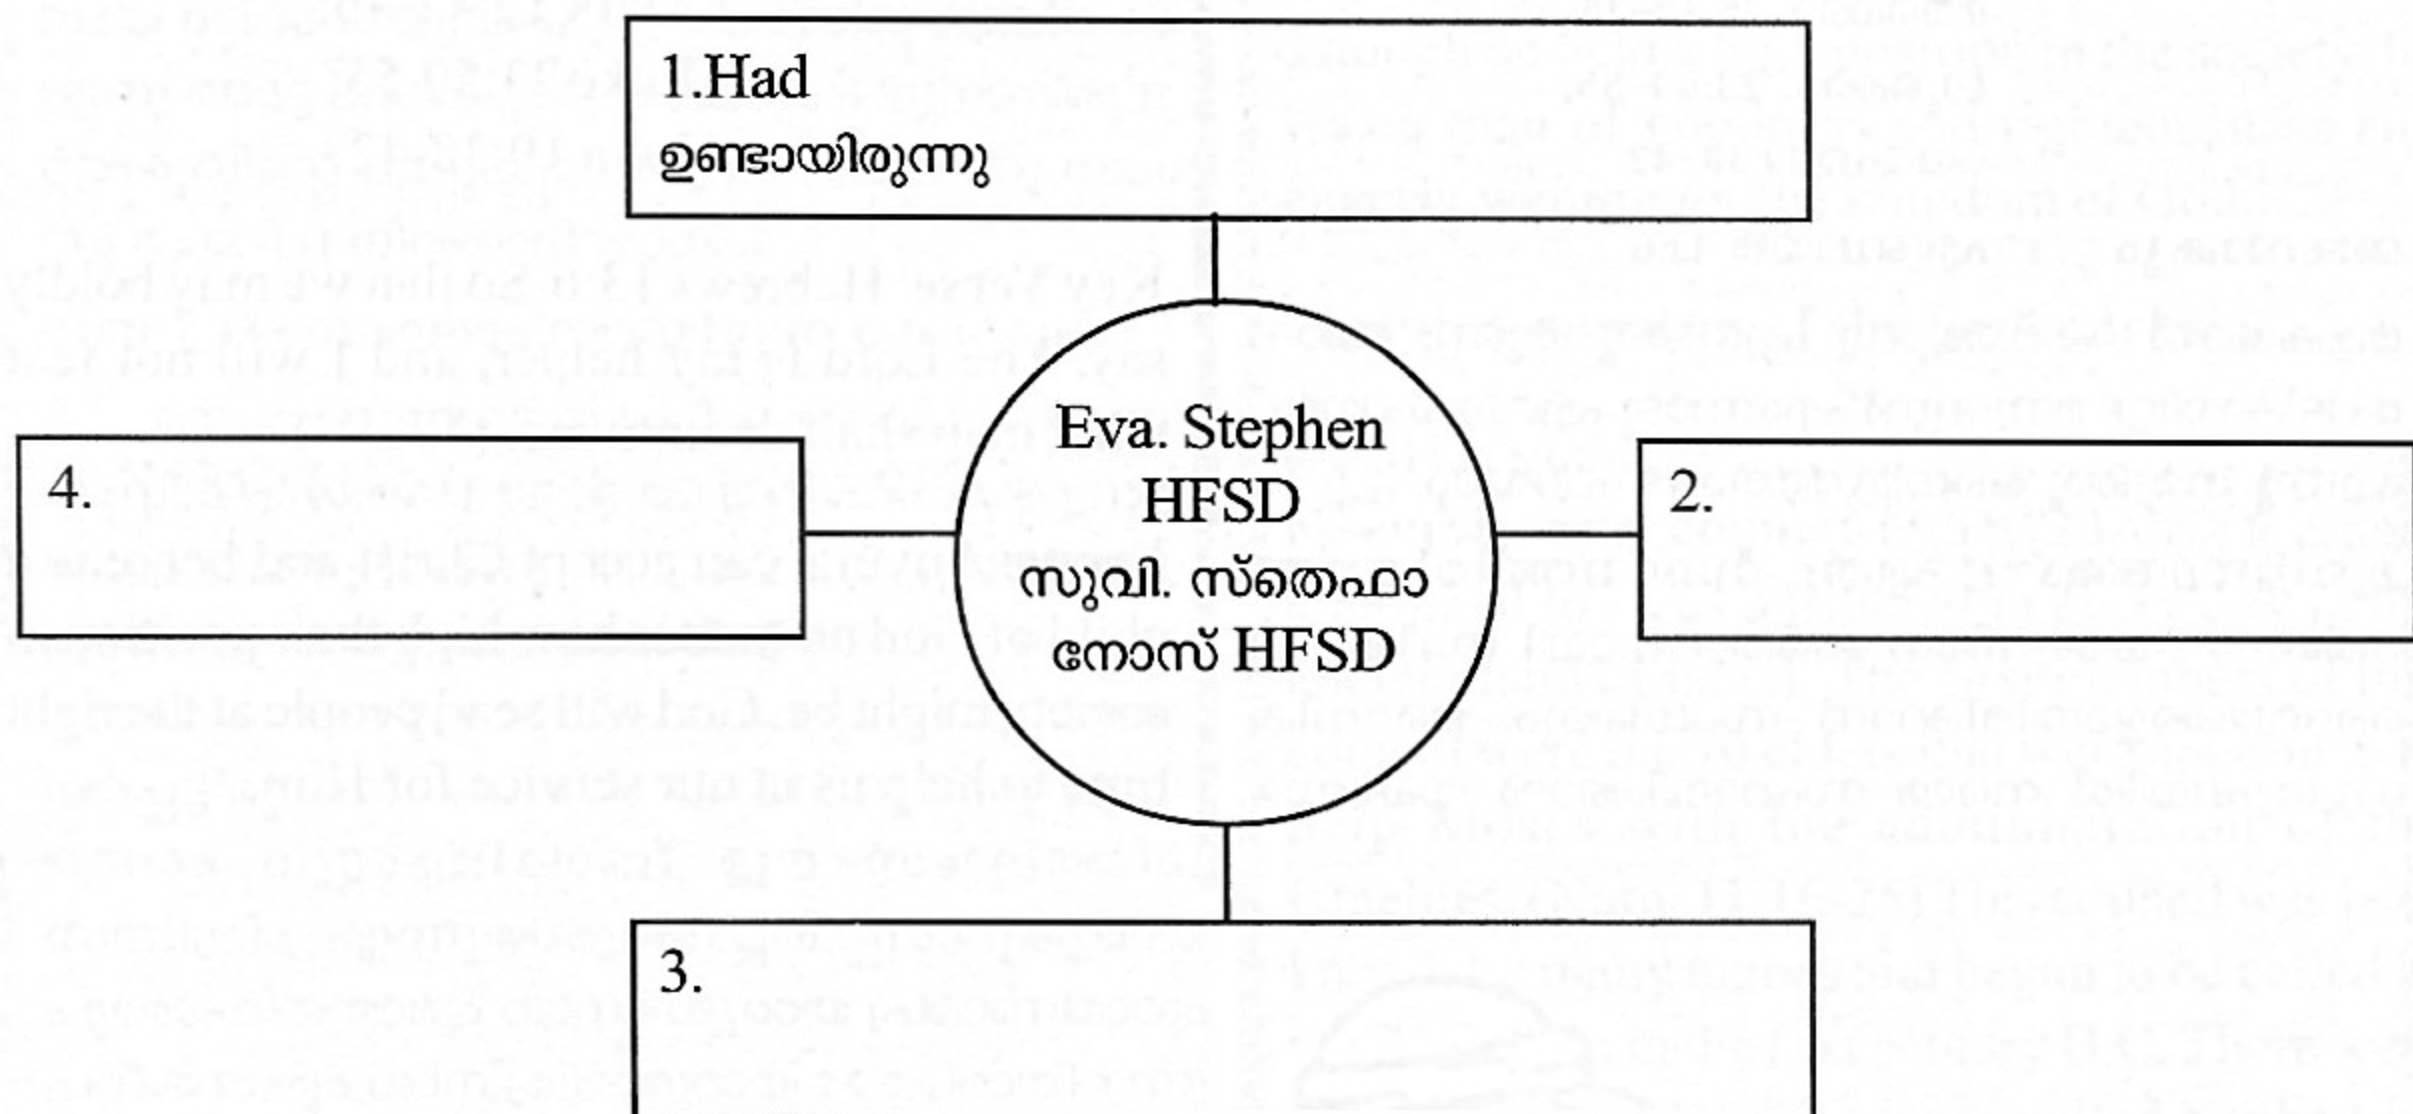 1.Had
ഉണ്ടായിരുന്നു
Eva. Stephen
HFSD
സുവി. സ്തെഫാ
നോസ് HFSD
4.
2.
3.